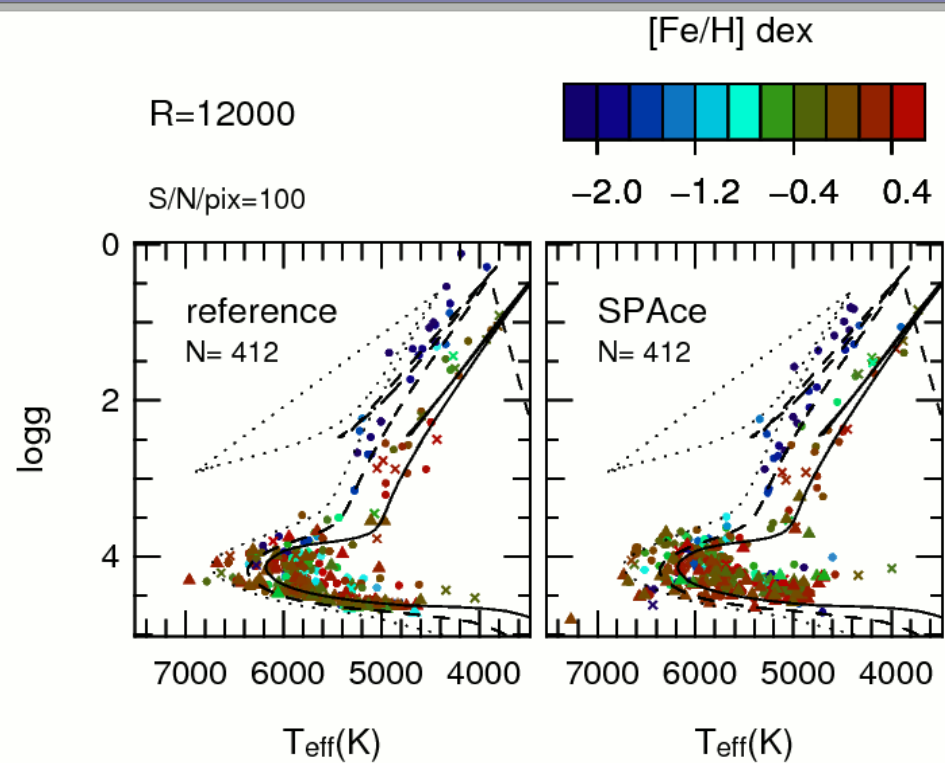 [Fe/H] dex
R=12000
−2.0 −1.2 −0.4 0.4
S/N/pix=100
reference
N= 412
SPAce
N= 412
0
2
4
logg
7000 6000 5000 4000
7000 6000 5000 4000
Teff(K)
Teff(K)